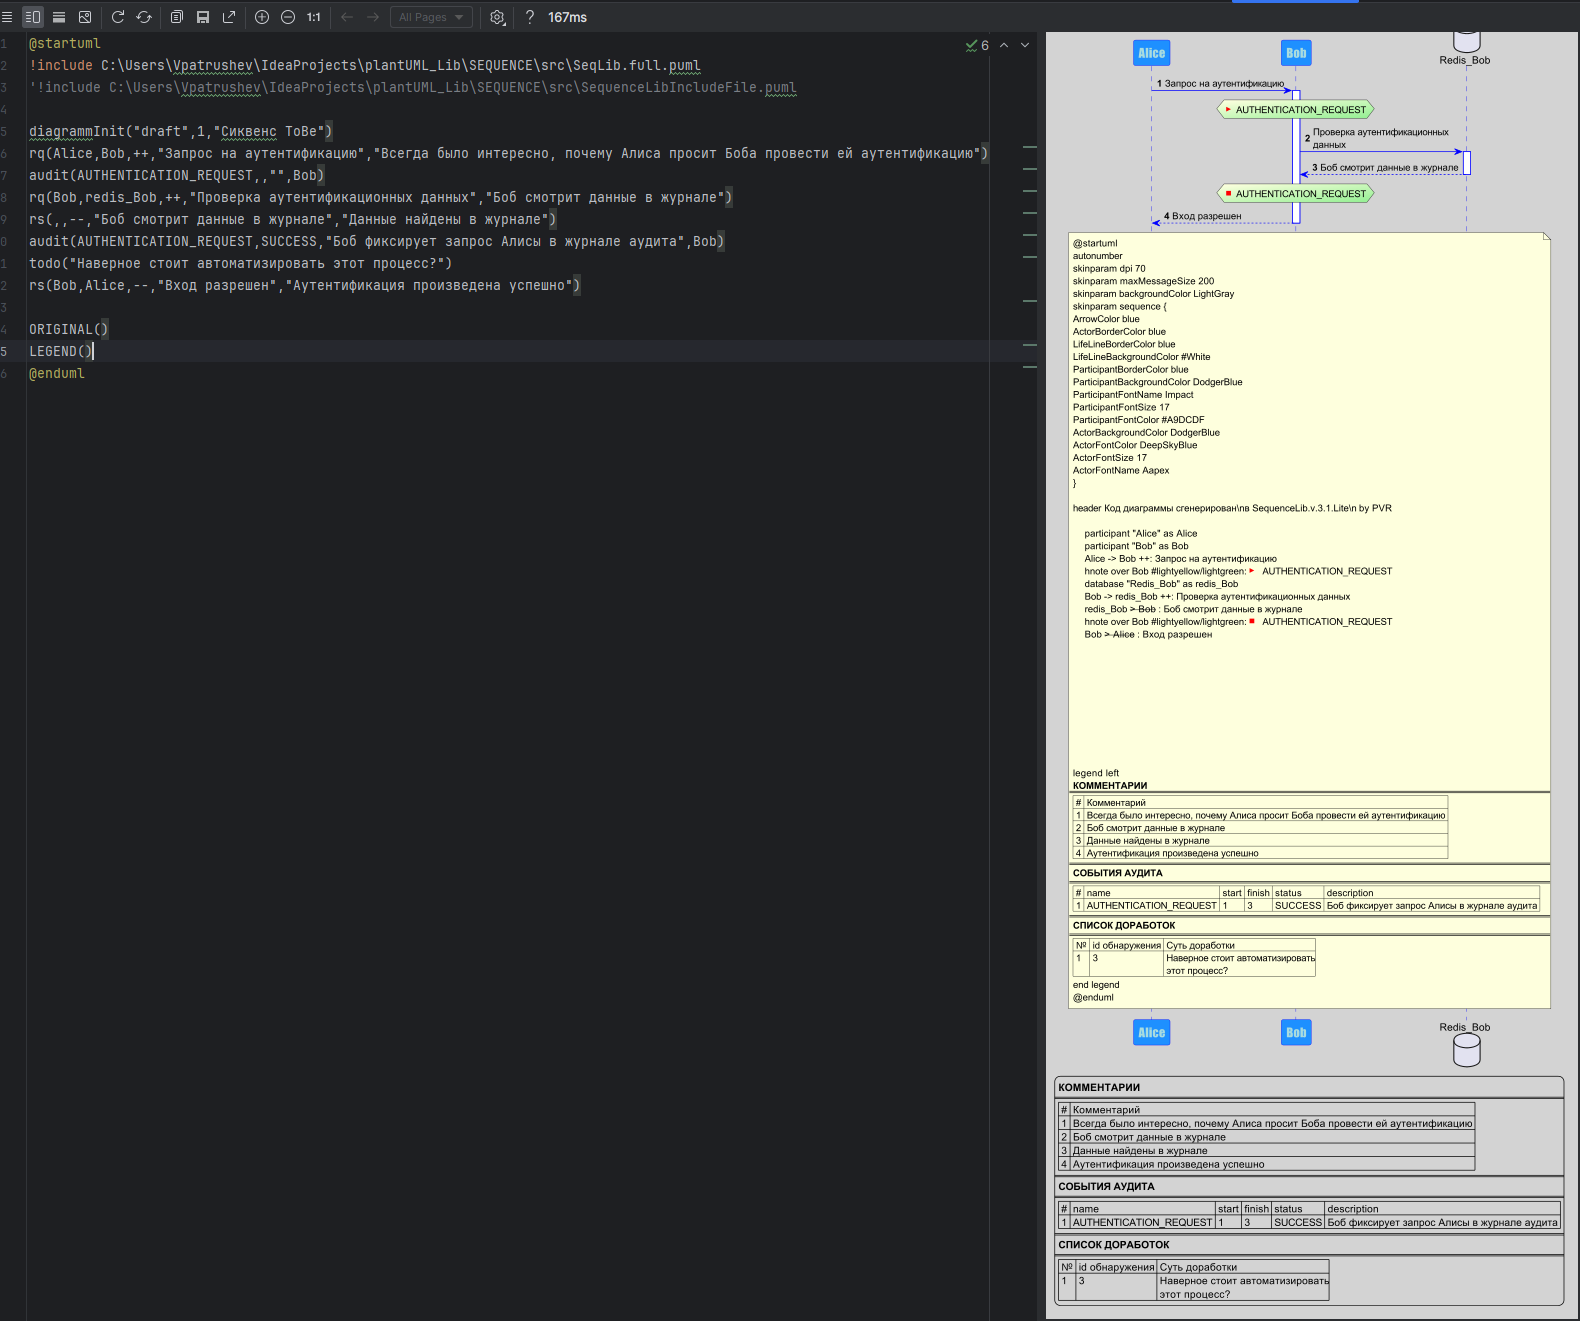 1:1
All Pages
?
167ms
1 @startuml
2 !include C:\Users\Vpatrushev\IdeaProjects\plantUML_Lib\SEQUENCE\src\SeqLib.full.puml
3 '!include C:\Users\Vpatrushev\IdeaProjects\plantUML_Lib\SEQUENCE\src\SequenceLibIncludeFile.puml
4
5 diagrammInit("draft",1,"Сиквенс ToBe")
6 rq(Alice,Bob,++,"Запрос на аутентификацию","Всегда было интересно, почему Алиса просит Боба провести ей аутентификацию")
7 audit(AUTHENTICATION_REQUEST,,"",Bob)
8 rq(Bob,redis_Bob,++,"Проверка аутентификационных данных","Боб смотрит данные в журнале")
9 rs(,,--,"Боб смотрит данные в журнале","Данные найдены в журнале")
0 audit(AUTHENTICATION_REQUEST,SUCCESS,"Боб фиксирует запрос Алисы в журнале аудита",Bob)
1 todo("Наверное стоит автоматизировать этот процесс?")
2 rs(Bob,Alice,--,"Вход разрешен","Аутентификация произведена успешно")
3
4 ORIGINAL()
5 LEGEND()
6 @enduml
6
Alice
Bob
Redis_Bob
1 Запрос на аутентификацию
AUTHENTICATION_REQUEST
2 Проверка аутентификационных
данных
3 Боб смотрит данные в журнале
AUTHENTICATION_REQUEST
4 Вход разрешен
@startuml
autonumber
skinparam dpi 70
skinparam maxMessageSize 200
skinparam backgroundColor LightGray
skinparam sequence {
ArrowColor blue
ActorBorderColor blue
LifeLineBorderColor blue
LifeLineBackgroundColor #White
ParticipantBorderColor blue
ParticipantBackgroundColor DodgerBlue
ParticipantFontName Impact
ParticipantFontSize 17
ParticipantFontColor #A9DCDF
ActorBackgroundColor DodgerBlue
ActorFontColor DeepSkyBlue
ActorFontSize 17
ActorFontName Aapex
}
header Код диаграммы сгенерирован\nв SequenceLib.v.3.1.Lite\n by PVR
participant "Alice" as Alice
participant "Bob" as Bob
Alice -> Bob ++: Запрос на аутентификацию
hnote over Bob #lightyellow/lightgreen: AUTHENTICATION_REQUEST
database "Redis_Bob" as redis_Bob
Bob -> redis_Bob ++: Проверка аутентификационных данных
redis_Bob > Bob : Боб смотрит данные в журнале
hnote over Bob #lightyellow/lightgreen: AUTHENTICATION_REQUEST
Bob > Alice : Вход разрешен
legend left
КОММЕНТАРИИ
# Комментарий
1 Всегда было интересно, почему Алиса просит Боба провести ей аутентификацию
2 Боб смотрит данные в журнале
3 Данные найдены в журнале
4 Аутентификация произведена успешно
СОБЫТИЯ АУДИТА
# name start finish status description
1 AUTHENTICATION_REQUEST 1 3 SUCCESS Боб фиксирует запрос Алисы в журнале аудита
СПИСОК ДОРАБОТОК
№ id обнаружения Суть доработки
1 3 Наверное стоит автоматизировать
этот процесс?
end legend
@enduml
Alice
Bob
Redis_Bob
КОММЕНТАРИИ
# Комментарий
1 Всегда было интересно, почему Алиса просит Боба провести ей аутентификацию
2 Боб смотрит данные в журнале
3 Данные найдены в журнале
4 Аутентификация произведена успешно
СОБЫТИЯ АУДИТА
# name start finish status description
1 AUTHENTICATION_REQUEST 1 3 SUCCESS Боб фиксирует запрос Алисы в журнале аудита
СПИСОК ДОРАБОТОК
№ id обнаружения Суть доработки
1 3 Наверное стоит автоматизировать
этот процесс?